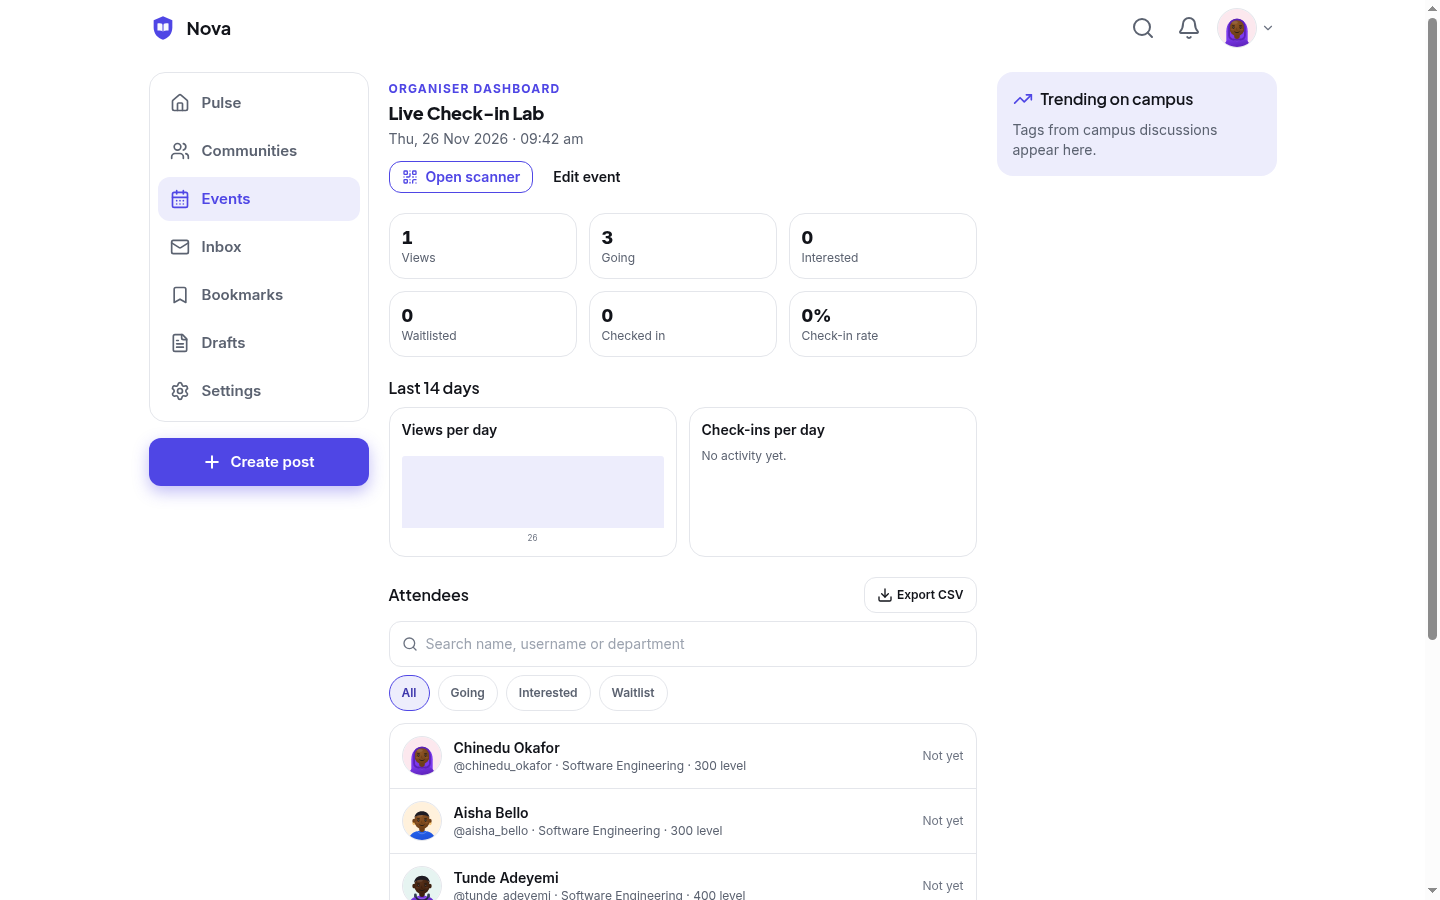 Nova
Pulse
Communities
Events
Inbox
Bookmarks
Drafts
Settings
Create post
ORGANISER DASHBOARD
Live Check-in Lab
Thu, 26 Nov 2026 · 09:42 am
Open scanner
Edit event
1
Views
3
Going
0
Interested
0
Waitlisted
0
Checked in
0%
Check-in rate
Last 14 days
Views per day
26
Check-ins per day
No activity yet.
Attendees
Export CSV
Search name, username or department
All
Going
Interested
Waitlist
Chinedu Okafor
@chinedu_okafor · Software Engineering · 300 level
Not yet
Aisha Bello
@aisha_bello · Software Engineering · 300 level
Not yet
Tunde Adeyemi
@tunde_adeyemi · Software Engineering · 400 level
Not yet
Trending on campus
Tags from campus discussions
appear here.